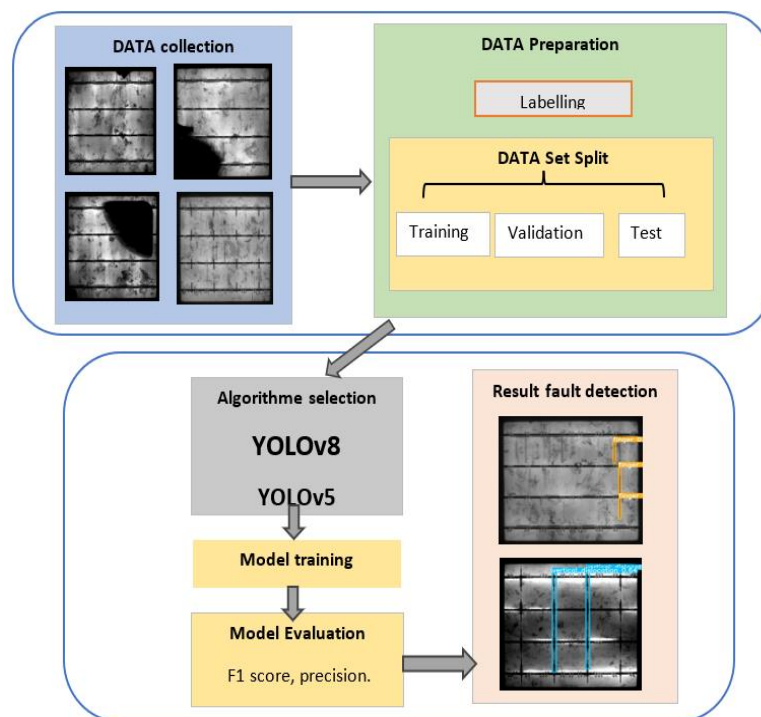 DATA collection
DATA Preparation
Labelling
DATA Set Split
Training
Validation
Test
Algorithme selection
YOLOv8
YOLOv5
Model training
Model Evaluation
F1 score, precision.
Result fault detection